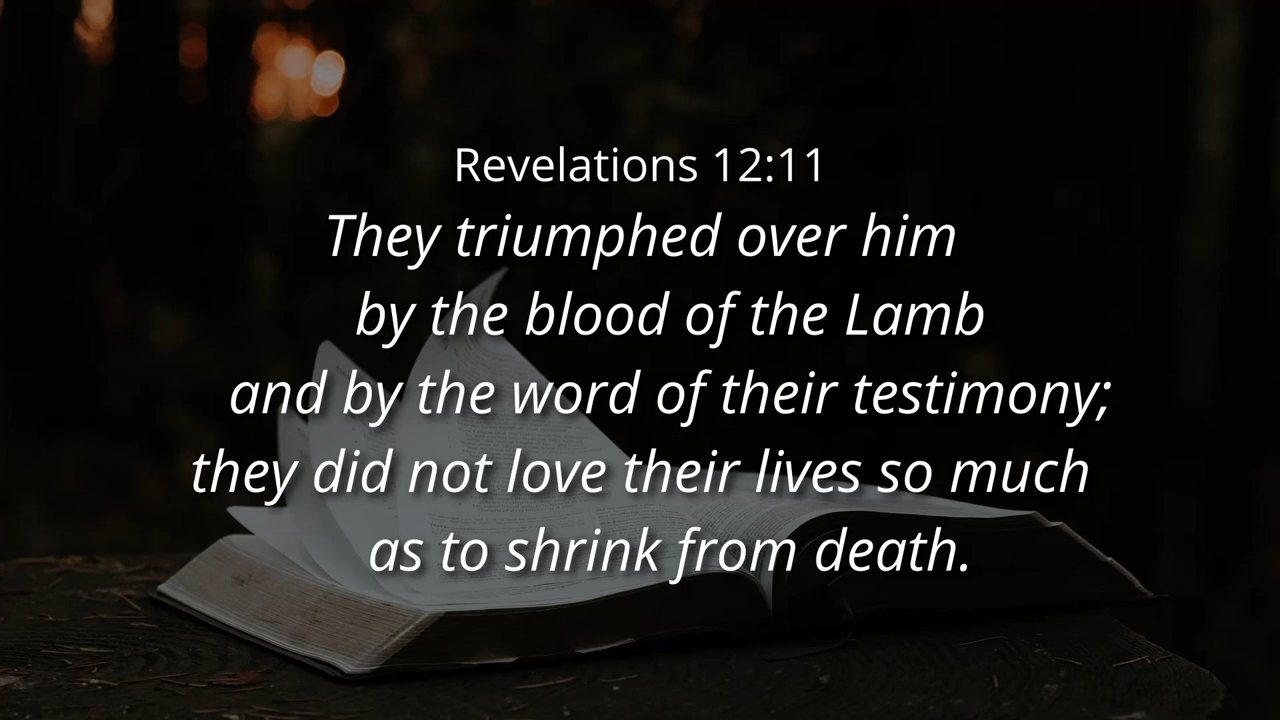 Revelations 12:11
They triumphed over him
by the blood of the Lamb
and by the word of their testimony;
they did not love their lives so much
as to shrink from death.